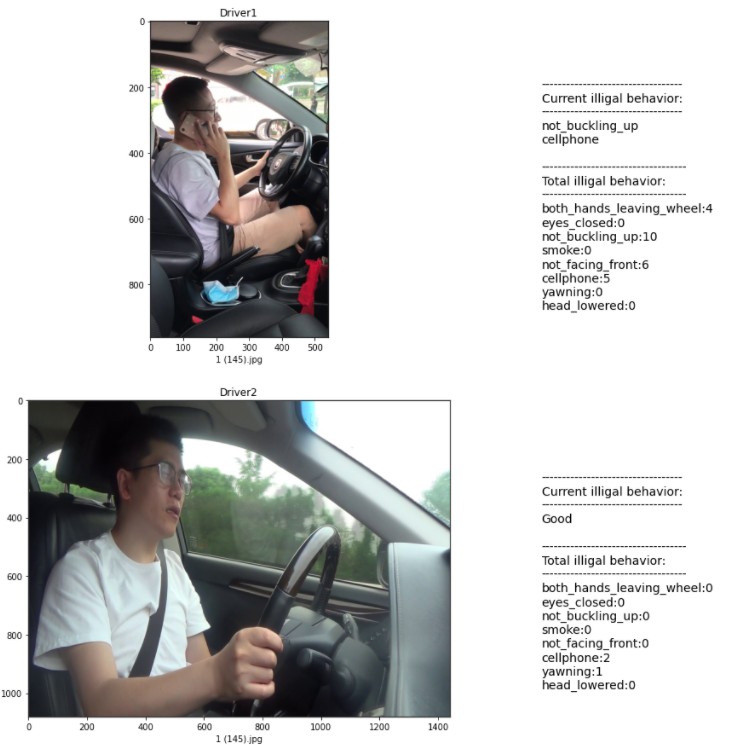 Driver1
0
200
400
600
800
0 100 200 300 400 500
1 (145).jpg
----------------------------------
Current illigal behavior:
----------------------------------
not_buckling_up
cellphone
-----------------------------------
Total illigal behavior:
-----------------------------------
both_hands_leaving_wheel:4
eyes_closed:0
not_buckling_up:10
smoke:0
not_facing_front:6
cellphone:5
yawning:0
head_lowered:0
Driver2
0
200
400
600
800
1000
0 200 400 600 800 1000 1200 1400
1 (145).jpg
----------------------------------
Current illigal behavior:
----------------------------------
Good
-----------------------------------
Total illigal behavior:
-----------------------------------
both_hands_leaving_wheel:0
eyes_closed:0
not_buckling_up:0
smoke:0
not_facing_front:0
cellphone:2
yawning:1
head_lowered:0